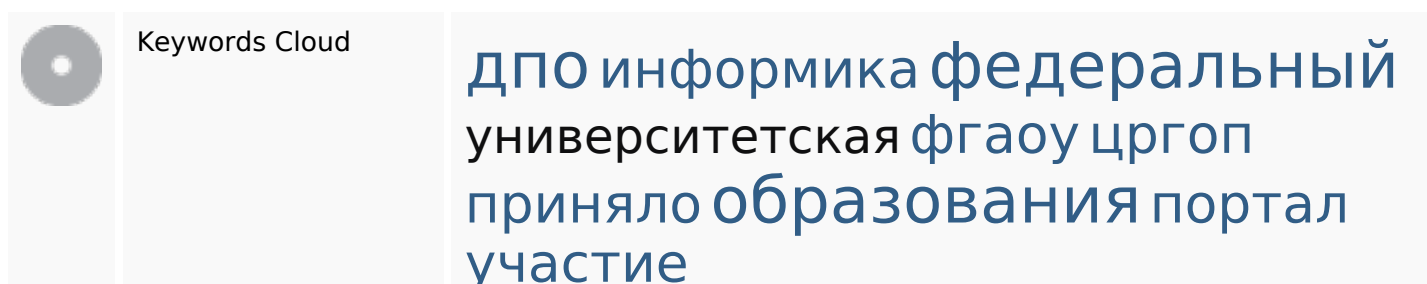 Keywords Cloud
дпо информика федеральный
университетская фгаоу цргоп
приняло образования портал
участие